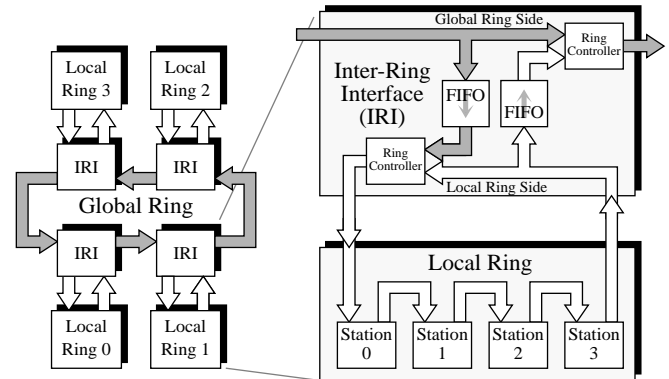 Local
Ring 3
Local
Ring 2
IRI
IRI
Global Ring
IRI
IRI
Local
Ring 0
Local
Ring 1
Global Ring Side
Ring
Controller
Inter-Ring
Interface
(IRI)
FIFO
FIFO
Ring
Controller
Local Ring Side
Local Ring
Station
0
Station
1
Station
2
Station
3